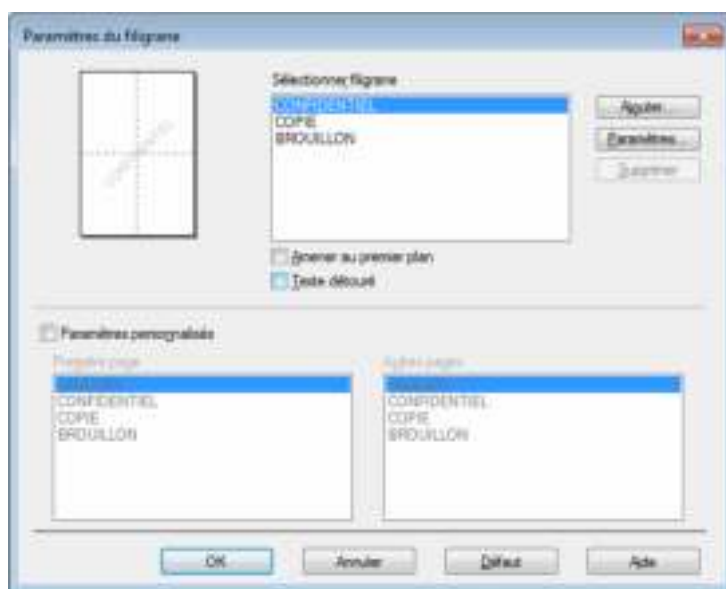 Paramètres du filigrane
Sélectionner filigrane
CONFIDENTIEL
COPIE
BROUILLON
Ajouter...
Paramètres...
Supprimer
Amener au premier plan
Texte détouré
Paramètres personnalisés
Première page
CONFIDENTIEL
COPIE
BROUILLON
Autres pages
CONFIDENTIEL
COPIE
BROUILLON
OK
Annuler
Défaut
Aide